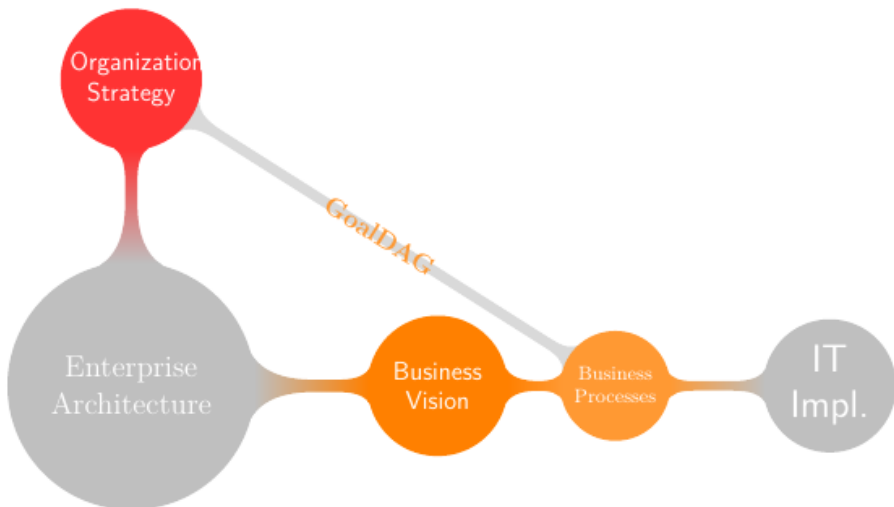 Organization
Strategy
GoalDAG
Enterprise
Architecture
Business
Vision
Business
Processes
IT
Impl.